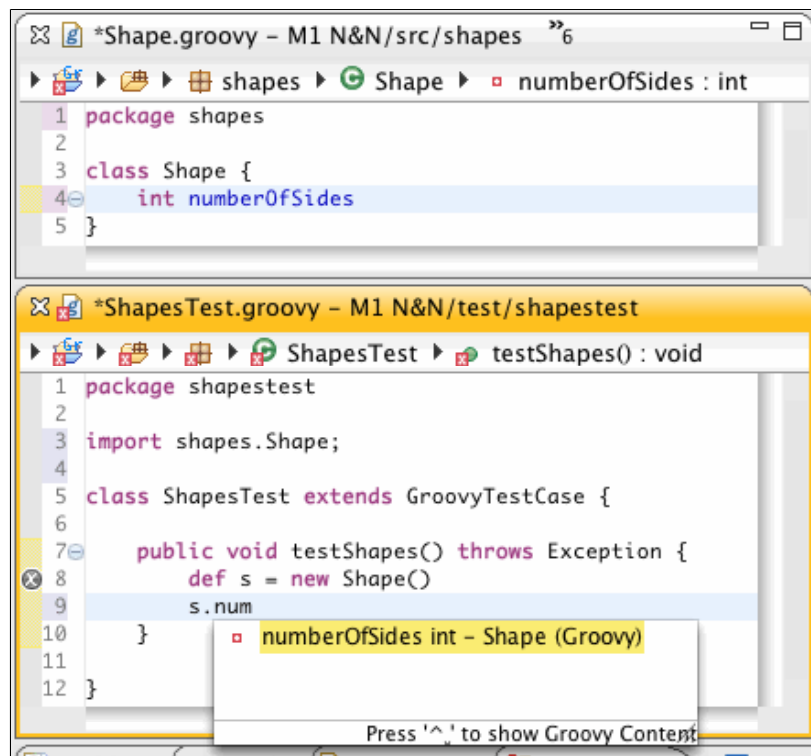 *Shape.groovy – M1 N&N/src/shapes »6
shapes Shape numberOfSides : int
1 package shapes
2
3 class Shape {
4 int numberOfSides
5 }
*ShapesTest.groovy – M1 N&N/test/shapestest
ShapesTest testShapes() : void
1 package shapestest
2
3 import shapes.Shape;
4
5 class ShapesTest extends GroovyTestCase {
6
7 public void testShapes() throws Exception {
8 def s = new Shape()
9 s.num
10 }
numberOfSides int – Shape (Groovy)
11
12 }
Press '^˽' to show Groovy Content